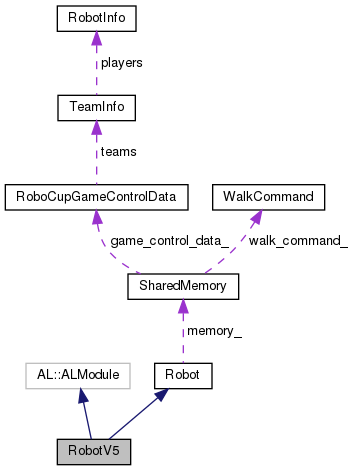 RobotInfo
players
TeamInfo
teams
RoboCupGameControlData
WalkCommand
game_control_data_
walk_command_
SharedMemory
memory_
AL::ALModule
Robot
RobotV5